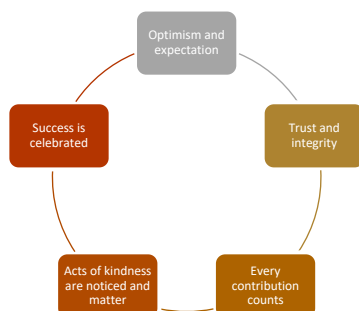 Optimism and
expectation
Trust and
integrity
Every
contribution
counts
Acts of kindness
are noticed and
matter
Success is
celebrated